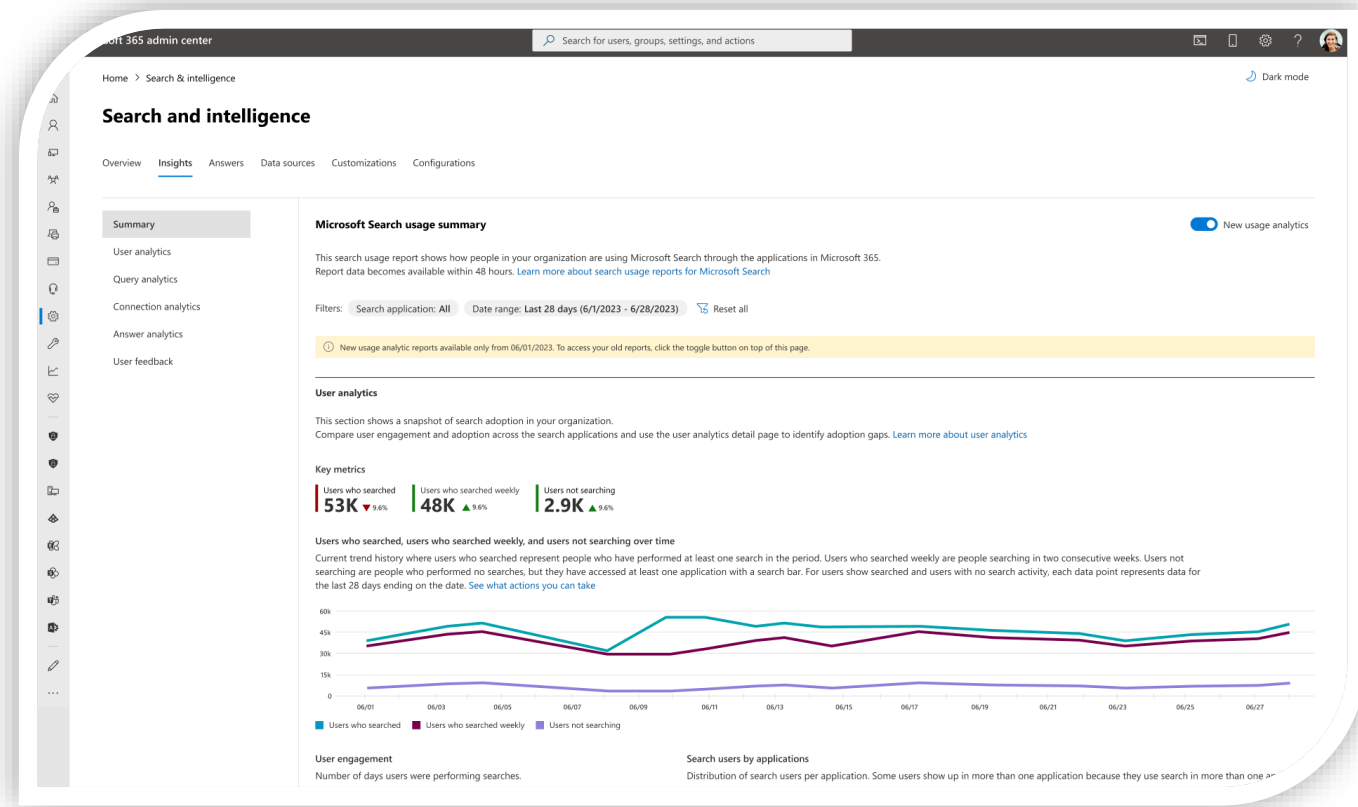 soft 365 admin center
Search for users, groups, settings, and actions
Home > Search & intelligence
Dark mode
Search and intelligence
Overview Insights Answers Data sources Customizations Configurations
Summary
User analytics
Query analytics
Connection analytics
Answer analytics
User feedback
Microsoft Search usage summary
New usage analytics
This search usage report shows how people in your organization are using Microsoft Search through the applications in Microsoft 365.
Report data becomes available within 48 hours. Learn more about search usage reports for Microsoft Search
Filters: Search application: All Date range: Last 28 days (6/1/2023 - 6/28/2023) Reset all
New usage analytic reports available only from 06/01/2023. To access your old reports, click the toggle button on top of this page.
User analytics
This section shows a snapshot of search adoption in your organization.
Compare user engagement and adoption across the search applications and use the user analytics detail page to identify adoption gaps. Learn more about user analytics
Key metrics
Users who searched
53K ▼ 9.6%
Users who searched weekly
48K ▲ 9.6%
Users not searching
2.9K ▲ 9.6%
Users who searched, users who searched weekly, and users not searching over time
Current trend history where users who searched represent people who have performed at least one search in the period. Users who searched weekly are people searching in two consecutive weeks. Users not
searching are people who performed no searches, but they have accessed at least one application with a search bar. For users show searched and users with no search activity, each data point represents data for
the last 28 days ending on the date. See what actions you can take
60k
45k
30k
15k
0
06/01 06/03 06/05 06/07 06/09 06/11 06/13 06/15 06/17 06/19 06/21 06/23 06/25 06/27
Users who searched Users who searched weekly Users not searching
User engagement
Number of days users were performing searches.
Search users by applications
Distribution of search users per application. Some users show up in more than one application because they use search in more than one